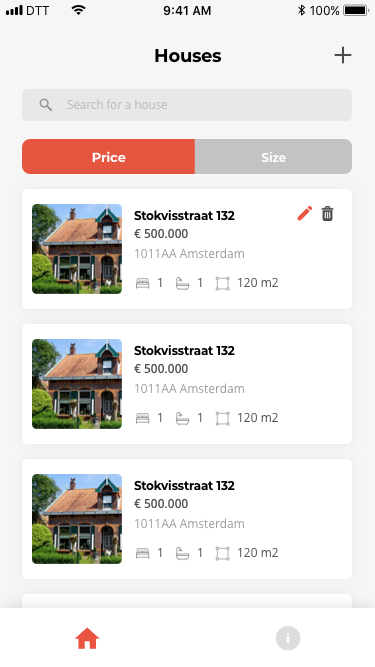 DTT 9:41 AM 100%
Houses
Search for a house
Price Size
Stokvisstraat 132
€ 500.000
1011AA Amsterdam
1 1 120 m2
Stokvisstraat 132
€ 500.000
1011AA Amsterdam
1 1 120 m2
Stokvisstraat 132
€ 500.000
1011AA Amsterdam
1 1 120 m2